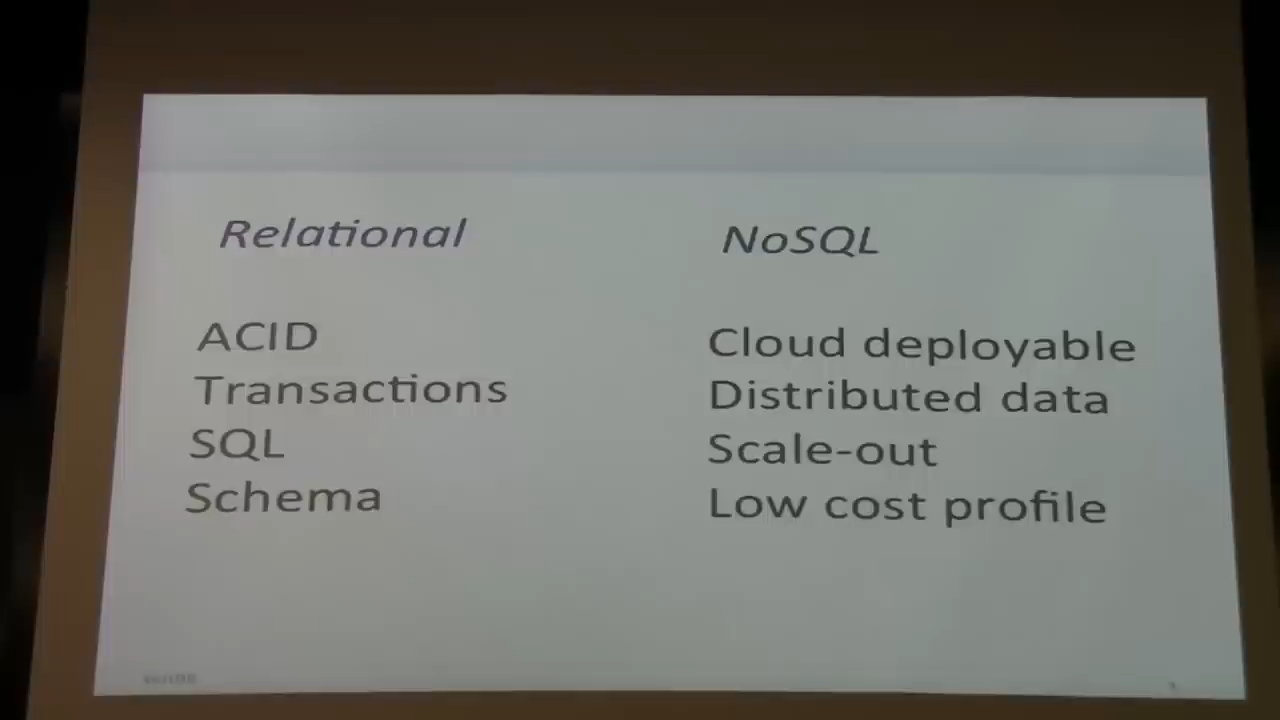 Relational
ACID
Transactions
SQL
Schema
NoSQL
Cloud deployable
Distributed data
Scale-out
Low cost profile